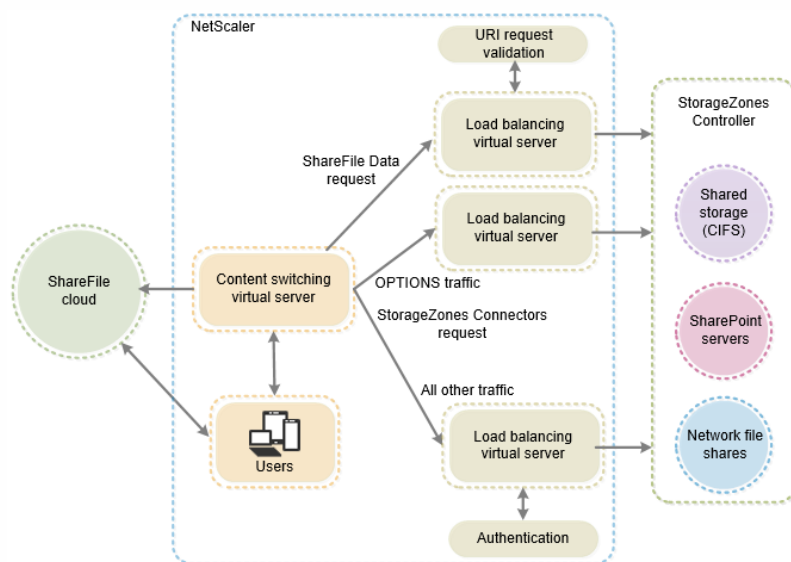 NetScaler
URI request
validation
StorageZones
Controller
Load balancing
virtual server
ShareFile Data
request
Shared
storage
(CIFS)
Load balancing
virtual server
ShareFile
cloud
Content switching
virtual server
OPTIONS traffic
StorageZones Connectors
request
SharePoint
servers
All other traffic
Users
Load balancing
virtual server
Network file
shares
Authentication